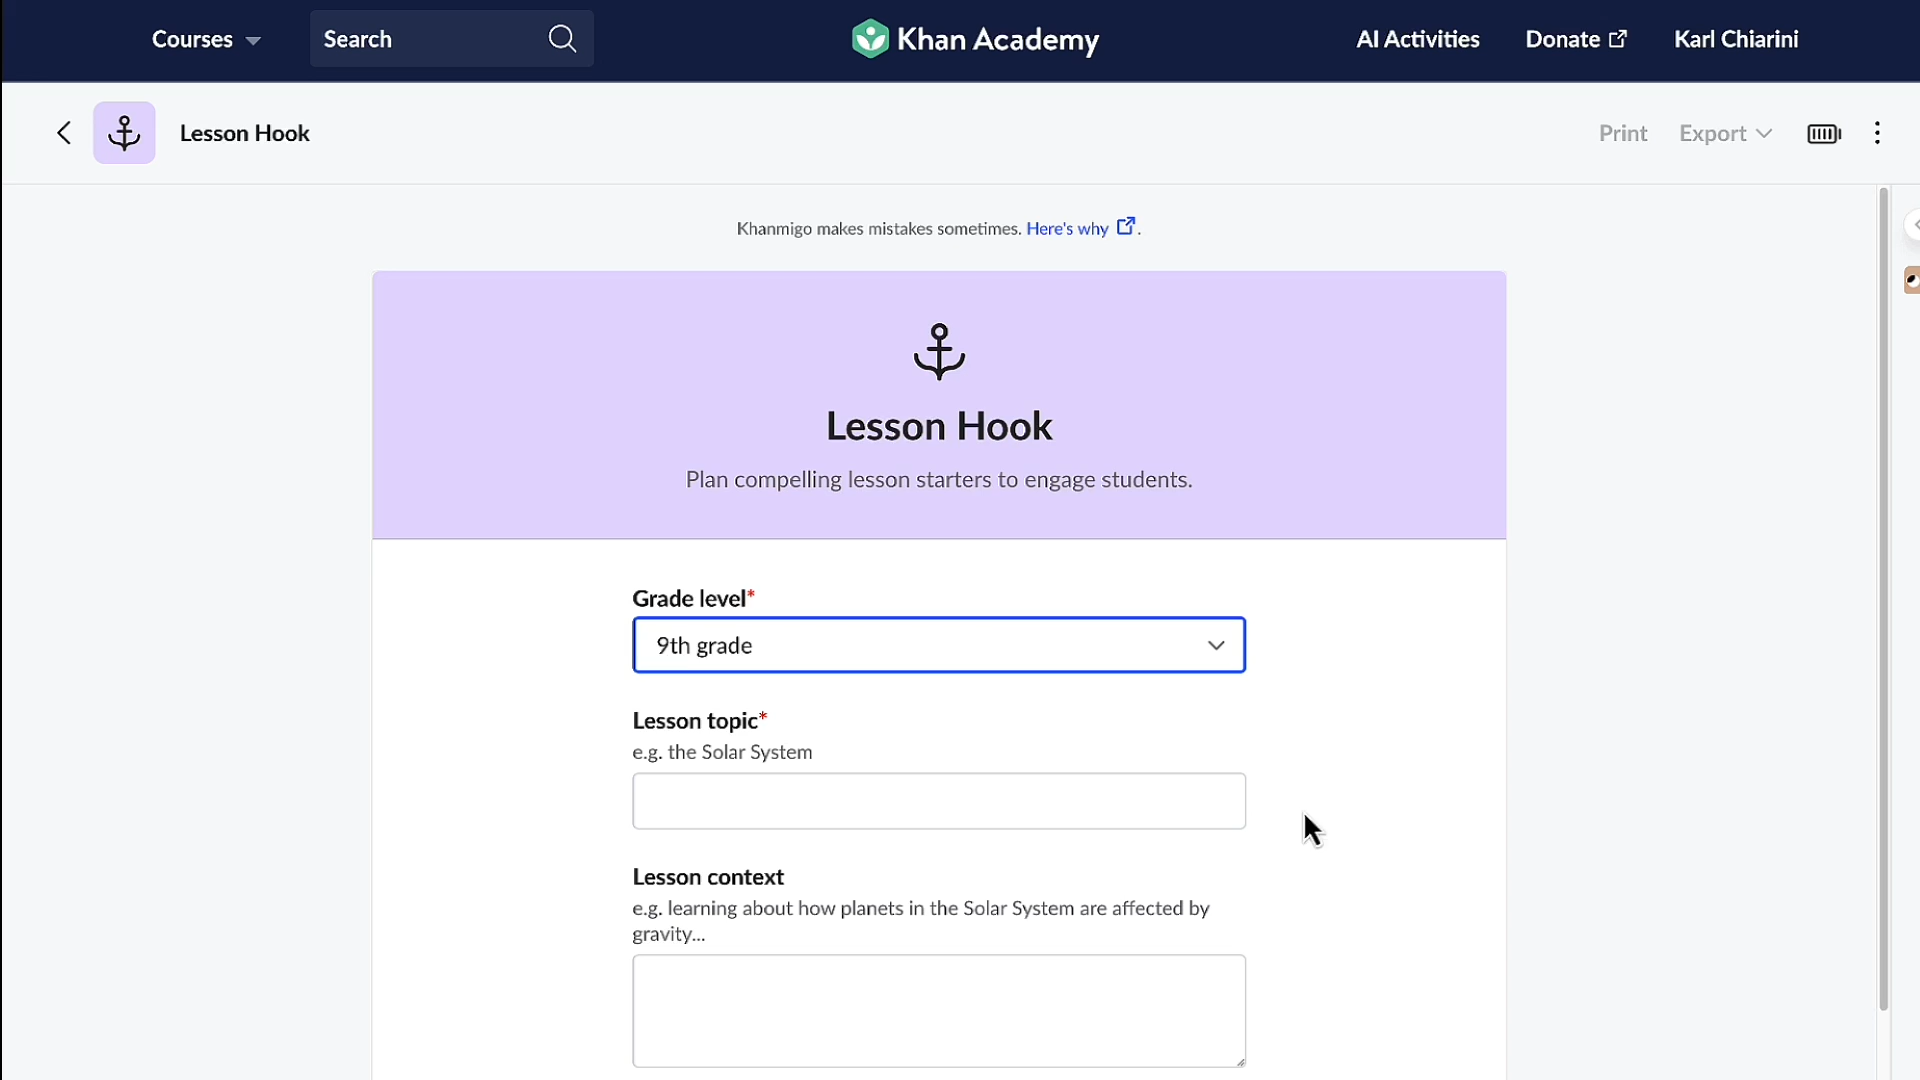 Courses
Search
Khan Academy
AI Activities
Donate
Karl Chiarini
Lesson Hook
Print
Export
Khanmigo makes mistakes sometimes. Here's why.
Lesson Hook
Plan compelling lesson starters to engage students.
Grade level*
9th grade
Lesson topic*
e.g. the Solar System
Lesson context
e.g. learning about how planets in the Solar System are affected by
gravity...